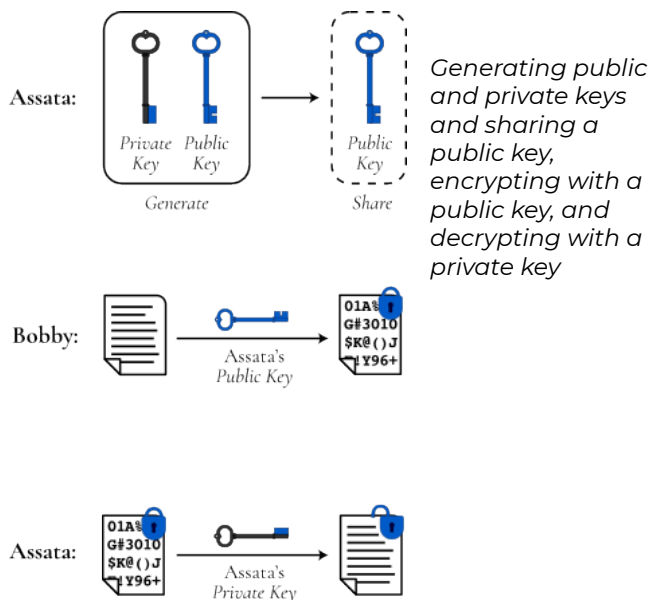 Assata:
Private Key
Public Key
Generate
Public Key
Share
Generating public
and private keys
and sharing a
public key,
encrypting with a
public key, and
decrypting with a
private key
Bobby:
Assata's
Public Key
01A%
G#3010
$K@()J
!Y96+
Assata:
01A%
G#3010
$K@()J
!Y96+
Assata's
Private Key